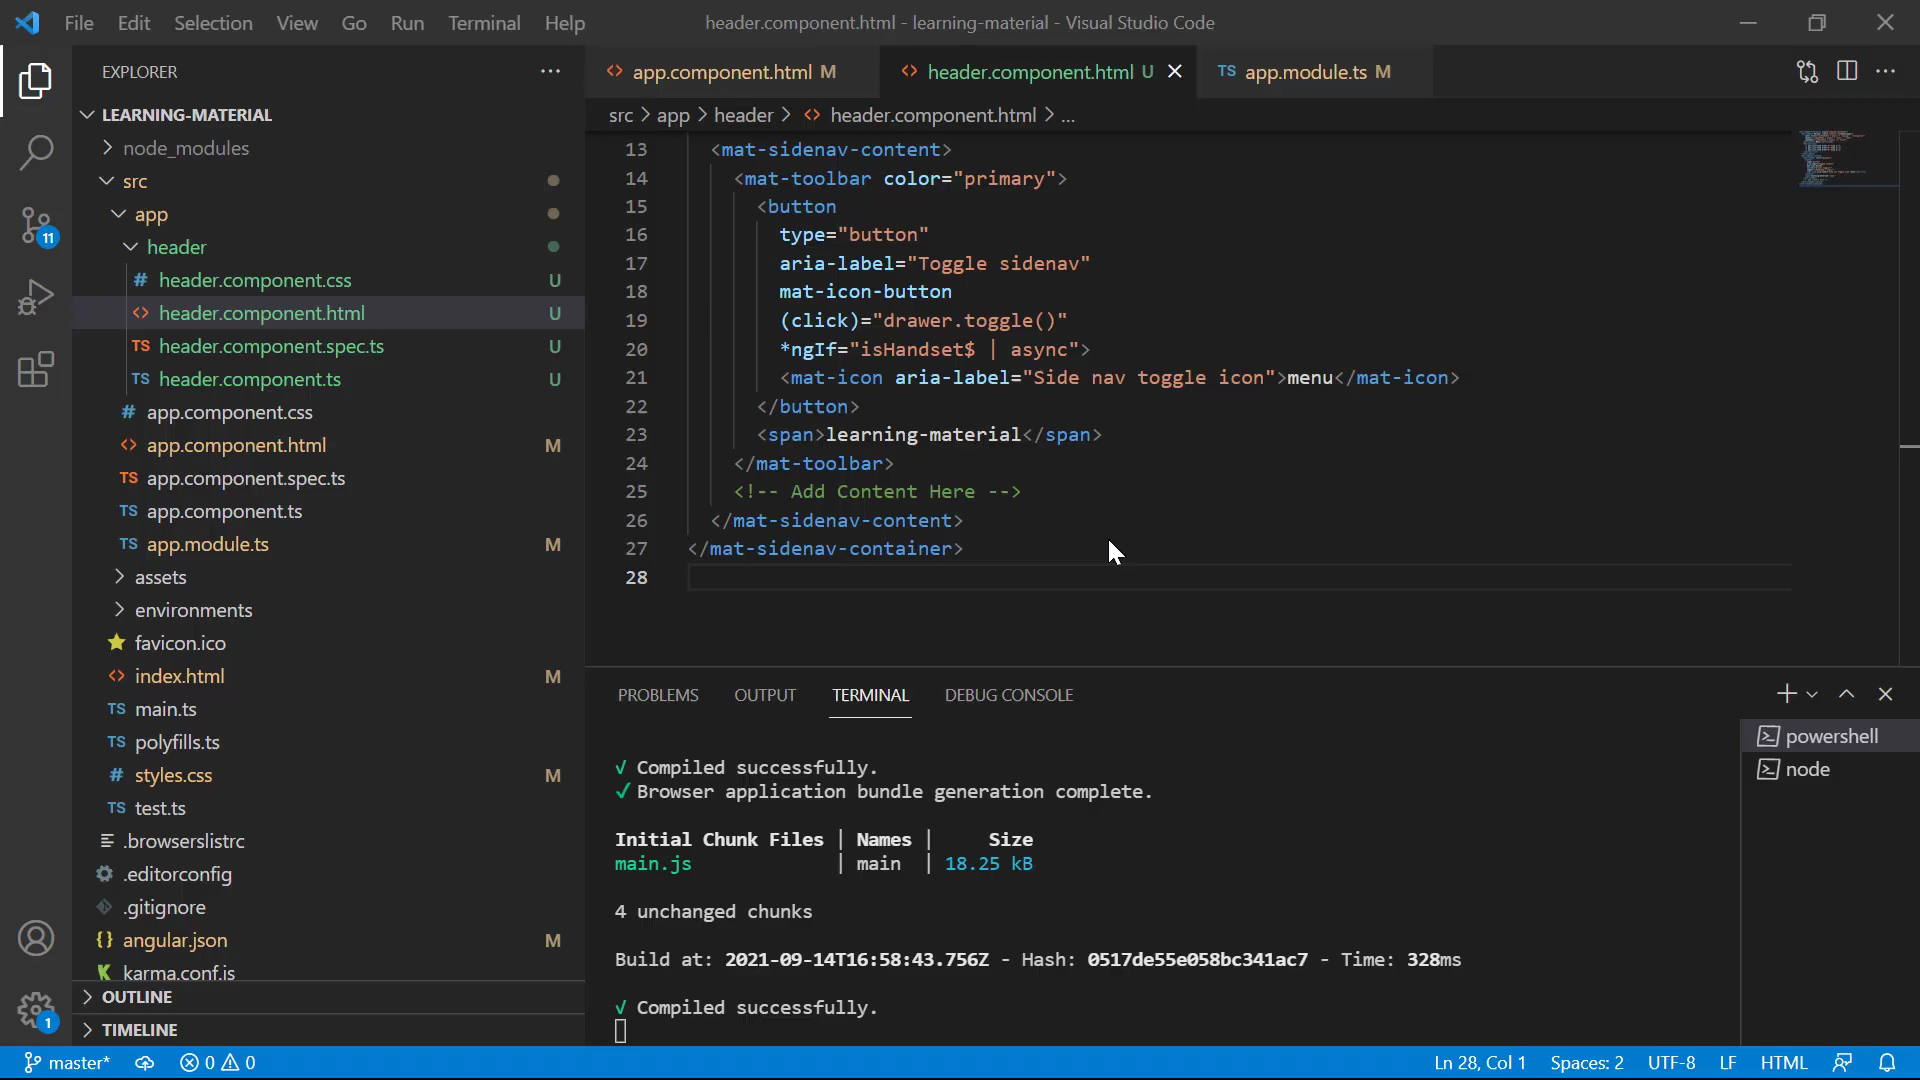 File Edit Selection View Go Run Terminal Help header.component.html - learning-material - Visual Studio Code
EXPLORER
LEARNING-MATERIAL
node_modules
src
app
header
# header.component.css U
<> header.component.html U
TS header.component.spec.ts U
TS header.component.ts U
# app.component.css
<> app.component.html M
TS app.component.spec.ts
TS app.component.ts
TS app.module.ts M
assets
environments
favicon.ico
<> index.html M
TS main.ts
TS polyfills.ts
# styles.css M
TS test.ts
.browserslistrc
.editorconfig
.gitignore
{} angular.json M
K karma.conf.js
OUTLINE
TIMELINE
11
1
<> app.component.html M <> header.component.html U TS app.module.ts M
src > app > header > <> header.component.html > ...
13 <mat-sidenav-content>
14 <mat-toolbar color="primary">
15 <button
16 type="button"
17 aria-label="Toggle sidenav"
18 mat-icon-button
19 (click)="drawer.toggle()"
20 *ngIf="isHandset$ | async">
21 <mat-icon aria-label="Side nav toggle icon">menu</mat-icon>
22 </button>
23 <span>learning-material</span>
24 </mat-toolbar>
25 <!-- Add Content Here -->
26 </mat-sidenav-content>
27 </mat-sidenav-container>
28
PROBLEMS OUTPUT TERMINAL DEBUG CONSOLE
powershell
node
√ Compiled successfully.
✓ Browser application bundle generation complete.
Initial Chunk Files | Names | Size
main.js | main | 18.25 kB
4 unchanged chunks
Build at: 2021-09-14T16:58:43.756Z - Hash: 0517de55e058bc341ac7 - Time: 328ms
√ Compiled successfully.
master* 0 0 Ln 28, Col 1 Spaces: 2 UTF-8 LF HTML